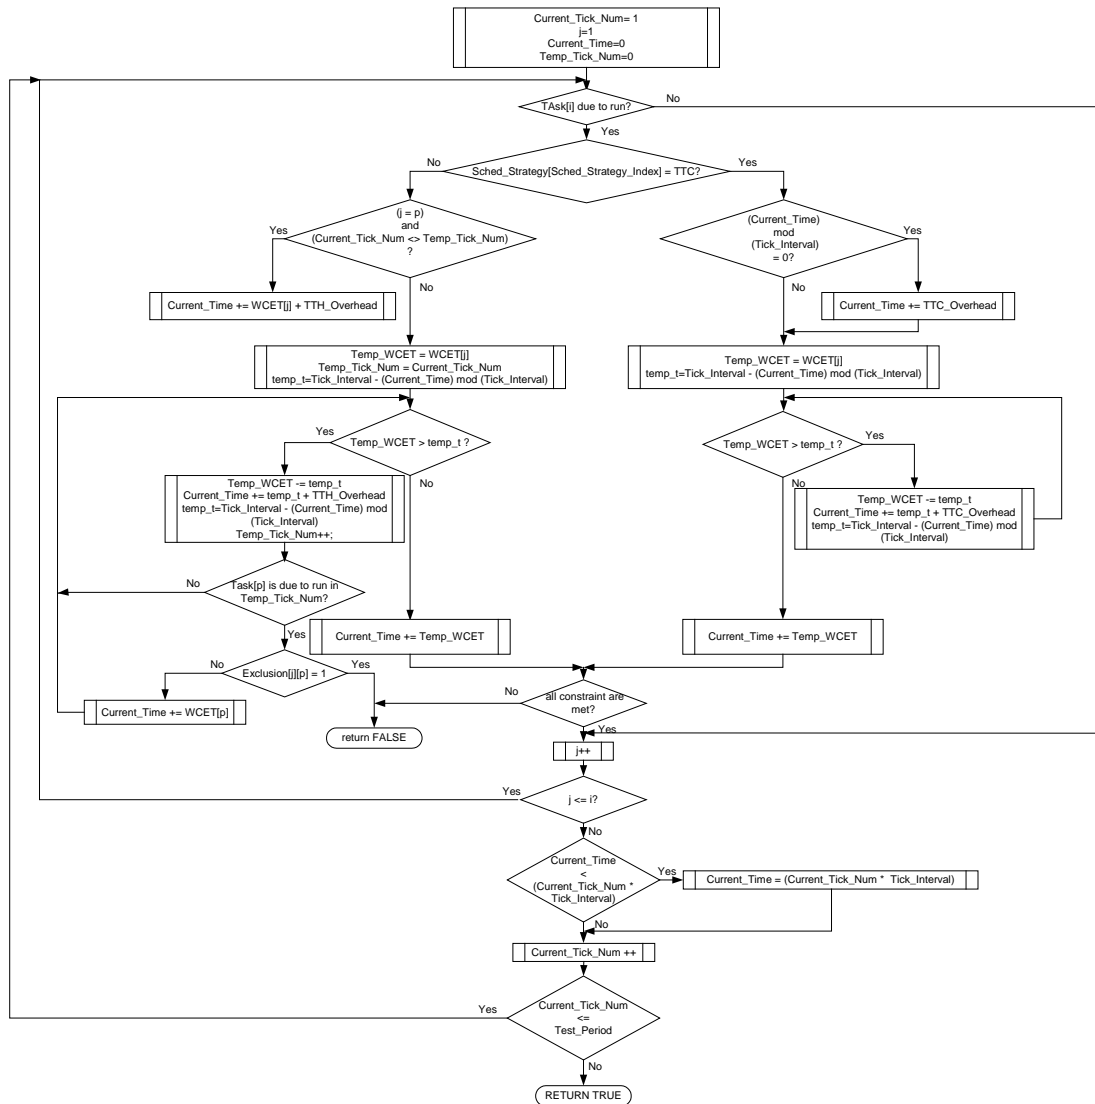 Current_Tick_Num= 1
j=1
Current_Time=0
Temp_Tick_Num=0
TAsk[i] due to run?
No
Yes
Sched_Strategy[Sched_Strategy_Index] = TTC?
No
Yes
(j = p)
and
(Current_Tick_Num <> Temp_Tick_Num)
?
Yes
No
(Current_Time)
mod
(Tick_Interval)
= 0?
Yes
No
Current_Time += WCET[j] + TTH_Overhead
Current_Time += TTC_Overhead
Temp_WCET = WCET[j]
Temp_Tick_Num = Current_Tick_Num
temp_t=Tick_Interval - (Current_Time) mod (Tick_Interval)
Temp_WCET = WCET[j]
temp_t=Tick_Interval - (Current_Time) mod (Tick_Interval)
Yes
Temp_WCET > temp_t ?
No
Temp_WCET > temp_t ?
Yes
No
Temp_WCET -= temp_t
Current_Time += temp_t + TTH_Overhead
temp_t=Tick_Interval - (Current_Time) mod
(Tick_Interval)
Temp_Tick_Num++;
Temp_WCET -= temp_t
Current_Time += temp_t + TTC_Overhead
temp_t=Tick_Interval - (Current_Time) mod
(Tick_Interval)
No
Task[p] is due to run in
Temp_Tick_Num?
Yes
Current_Time += Temp_WCET
Current_Time += Temp_WCET
No
Exclusion[j][p] = 1
Yes
Current_Time += WCET[p]
return FALSE
No
all constraint are
met?
Yes
j++
Yes
j <= i?
No
Current_Time
<
(Current_Tick_Num *
Tick_Interval)
Yes
Current_Time = (Current_Tick_Num * Tick_Interval)
No
Current_Tick_Num ++
Yes
Current_Tick_Num
<=
Test_Period
No
RETURN TRUE